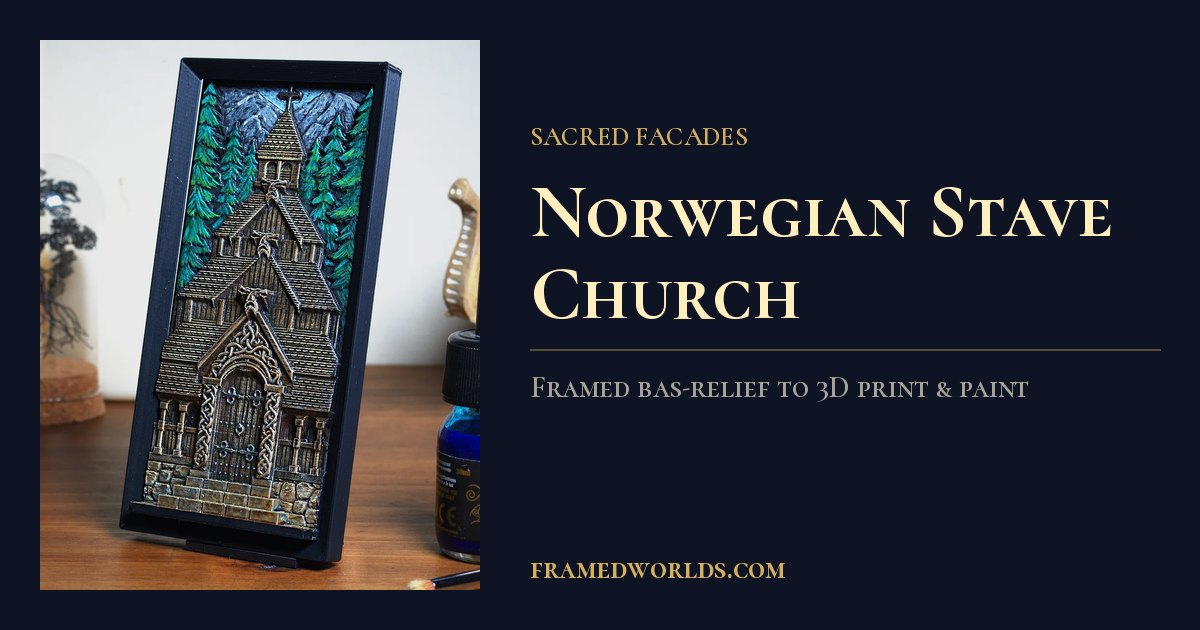 SACRED FACADES
Norwegian Stave
Church
Framed bas-relief to 3D print & paint
FRAMEDWORLDS.COM